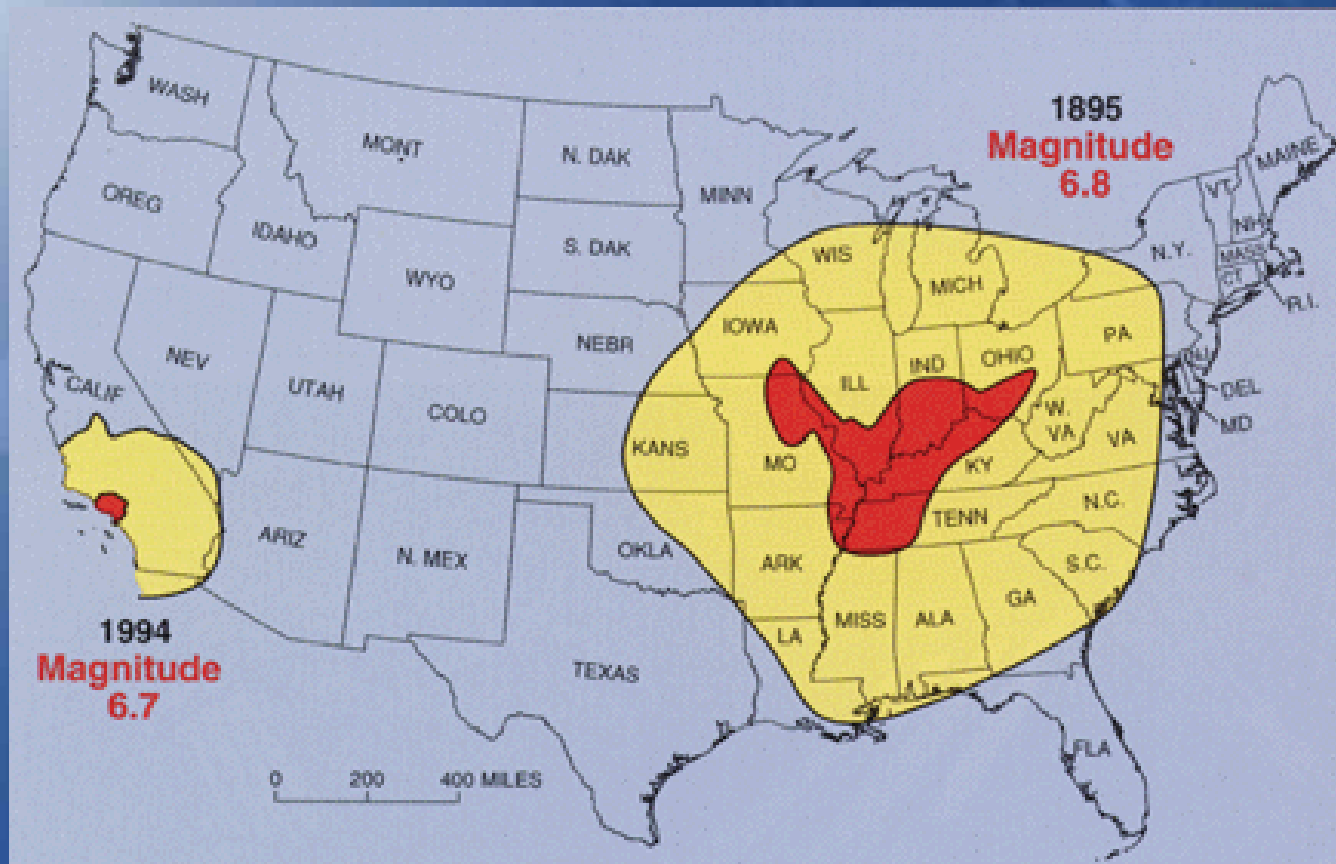 WASH
MONT
N. DAK
MINN
1895
Magnitude
6.8
MAINE
OREG
IDAHO
S. DAK
WIS
VT.
NH
N.Y.
MASS
CT.
R.I.
WYO
MICH
IOWA
NEBR
PA
NEV
UTAH
COLO
ILL
IND
OHIO
DEL
MD
CALIF
KANS
MO
W.
VA
VA
KY
ARIZ
N. MEX
OKLA
ARK
TENN
N.C.
S.C.
1994
Magnitude
6.7
TEXAS
LA
MISS
ALA
GA
FLA
0 200 400 MILES